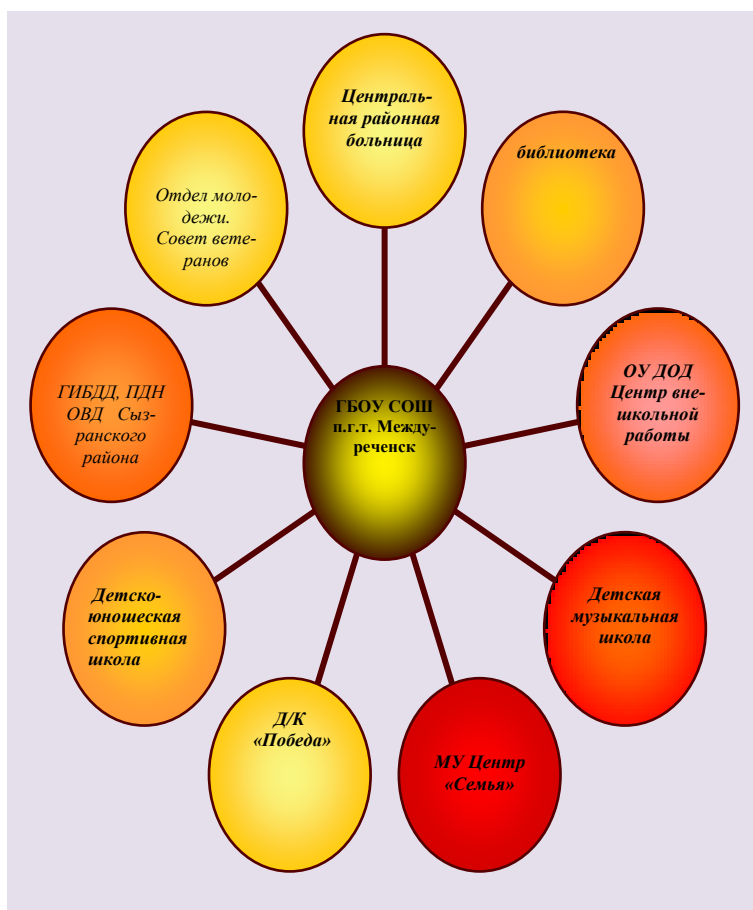 Централь-
ная районная
больница
библиотека
Отдел моло-
дежи.
Совет вете-
ранов
ОУ ДОД
Центр вне-
школьной
работы
ГИБДД, ПДН
ОВД Сыз-
ранского
района
ГБОУ СОШ
п.г.т. Между-
реченск
Детско-
юношеская
спортивная
школа
Детская
музыкальная
школа
Д/К
«Победа»
МУ Центр
«Семья»